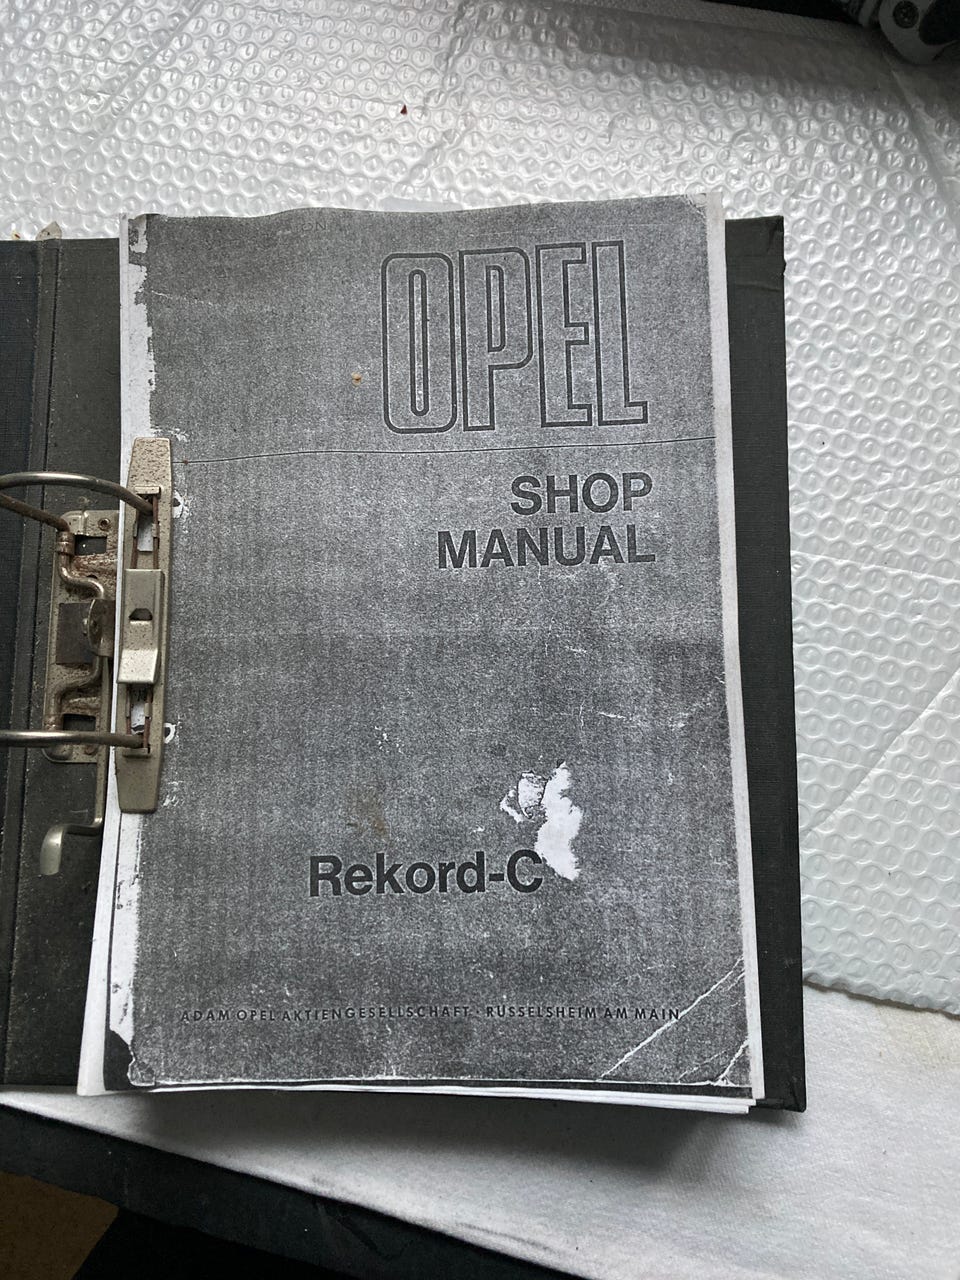 OPEL
SHOP
MANUAL
Rekord-C
ADAM OPEL AKTIENGESELLSCHAFT · RÜSSELSHEIM AM MAIN